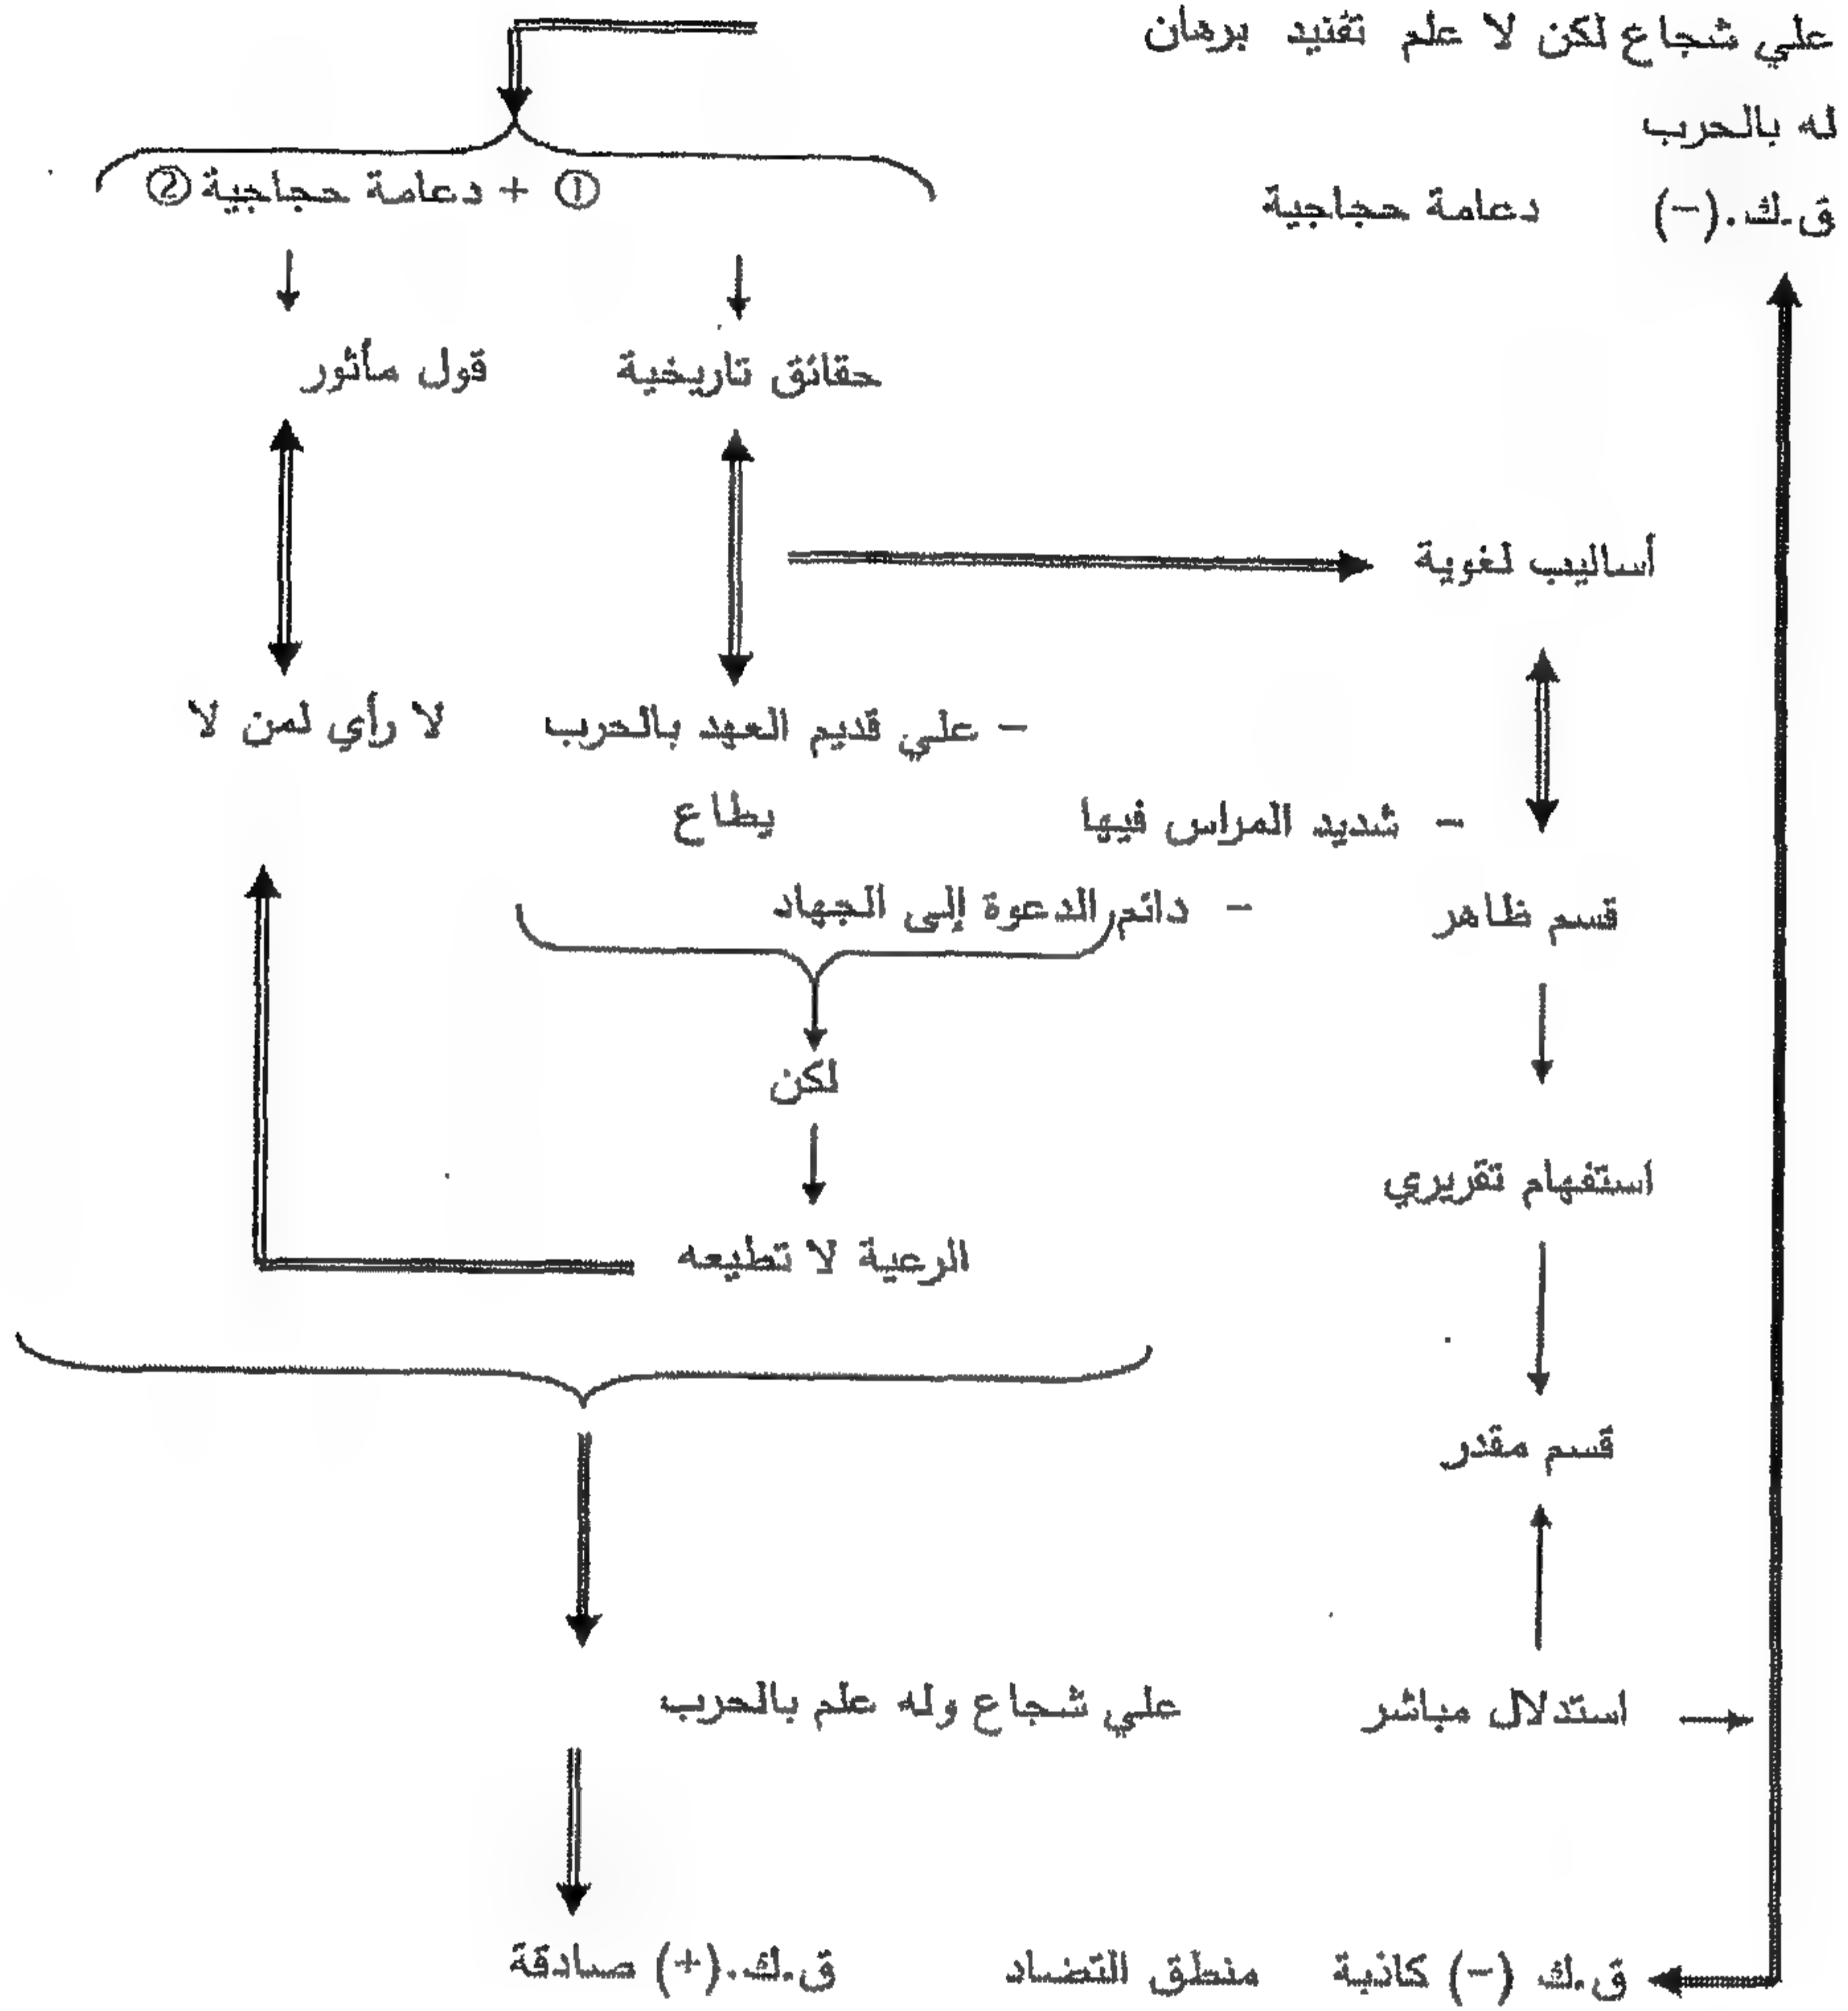 علي شجاع لكن لا علم تفنيد برهان
له بالحرب
ق.ك.(-) دعامة حجاجية
① + دعامة حجاجية ②
حقائق تاريخية قول مأثور
أساليب لغوية
- علي قديم العهد بالحرب لا رأي لمن لا
- شديد المراس فيها يطاع
قسم ظاهر - دائم الدعوة إلى الجهاد
لكن
استفهام تقريري
الرعية لا تطيعه
قسم مقدر
استدلال مباشر علي شجاع وله علم بالحرب
ق.ك (-) كاذبة منطق التضاد ق.ك.(+) صادقة